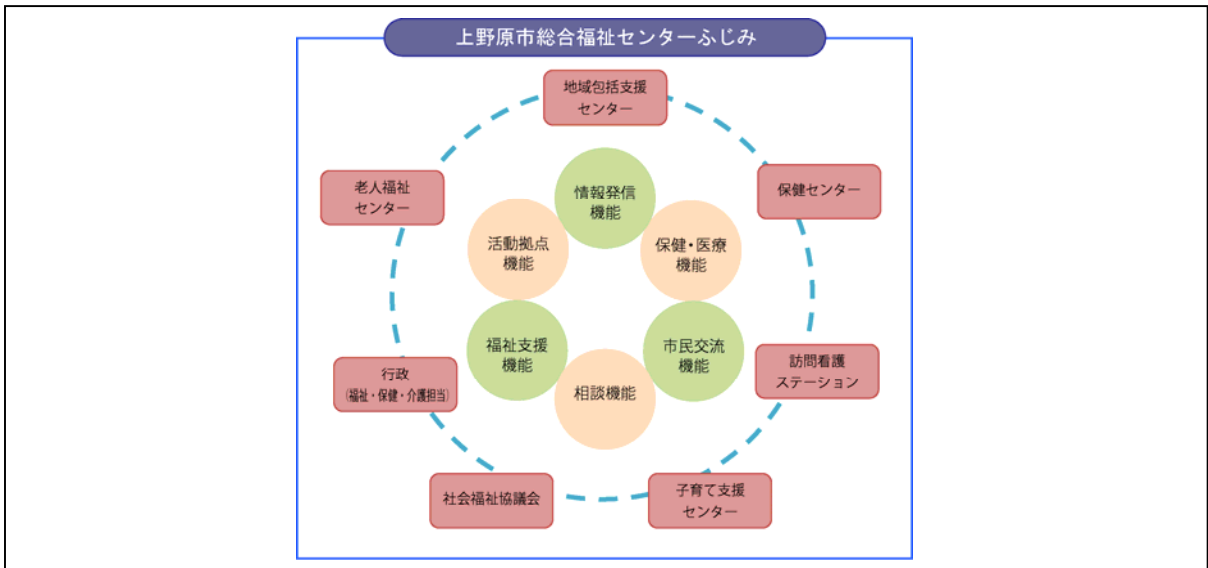 上野原市総合福祉センターふじみ
地域包括支援
センター
老人福祉
センター
保健センター
情報発信
機能
活動拠点
機能
保健・医療
機能
福祉支援
機能
市民交流
機能
相談機能
行政
(福祉・保健・介護担当)
訪問看護
ステーション
社会福祉協議会
子育て支援
センター